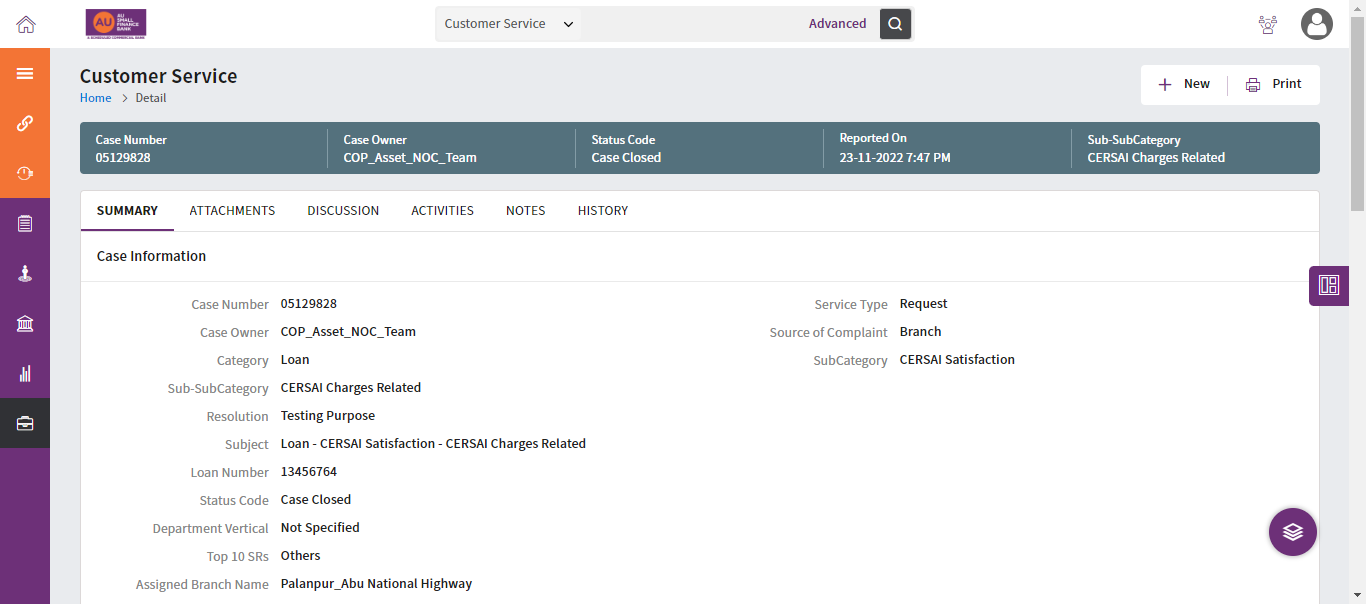 AU
AU
SMALL
FINANCE
BANK
A SCHEDULED COMMERCIAL BANK
Customer Service
Advanced
Customer Service
Home > Detail
New
Print
Case Number
05129828
Case Owner
COP_Asset_NOC_Team
Status Code
Case Closed
Reported On
23-11-2022 7:47 PM
Sub-SubCategory
CERSAI Charges Related
SUMMARY ATTACHMENTS DISCUSSION ACTIVITIES NOTES HISTORY
Case Information
Case Number 05129828
Service Type Request
Case Owner COP_Asset_NOC_Team
Source of Complaint Branch
Category Loan
SubCategory CERSAI Satisfaction
Sub-SubCategory CERSAI Charges Related
Resolution Testing Purpose
Subject Loan - CERSAI Satisfaction - CERSAI Charges Related
Loan Number 13456764
Status Code Case Closed
Department Vertical Not Specified
Top 10 SRs Others
Assigned Branch Name Palanpur_Abu National Highway